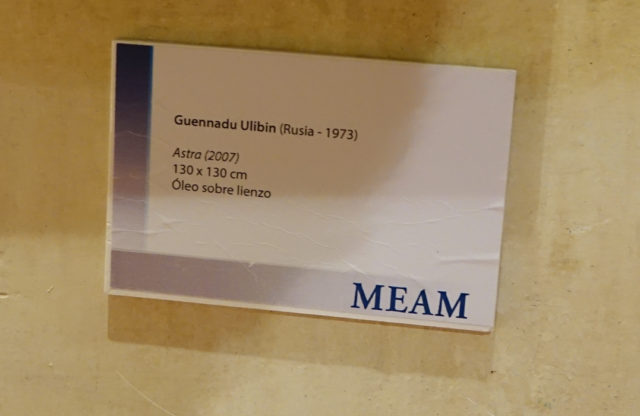 Guennadu Ulibin (Rusia - 1973)
Astra (2007)
130 x 130 cm
Óleo sobre lienzo
MEAM